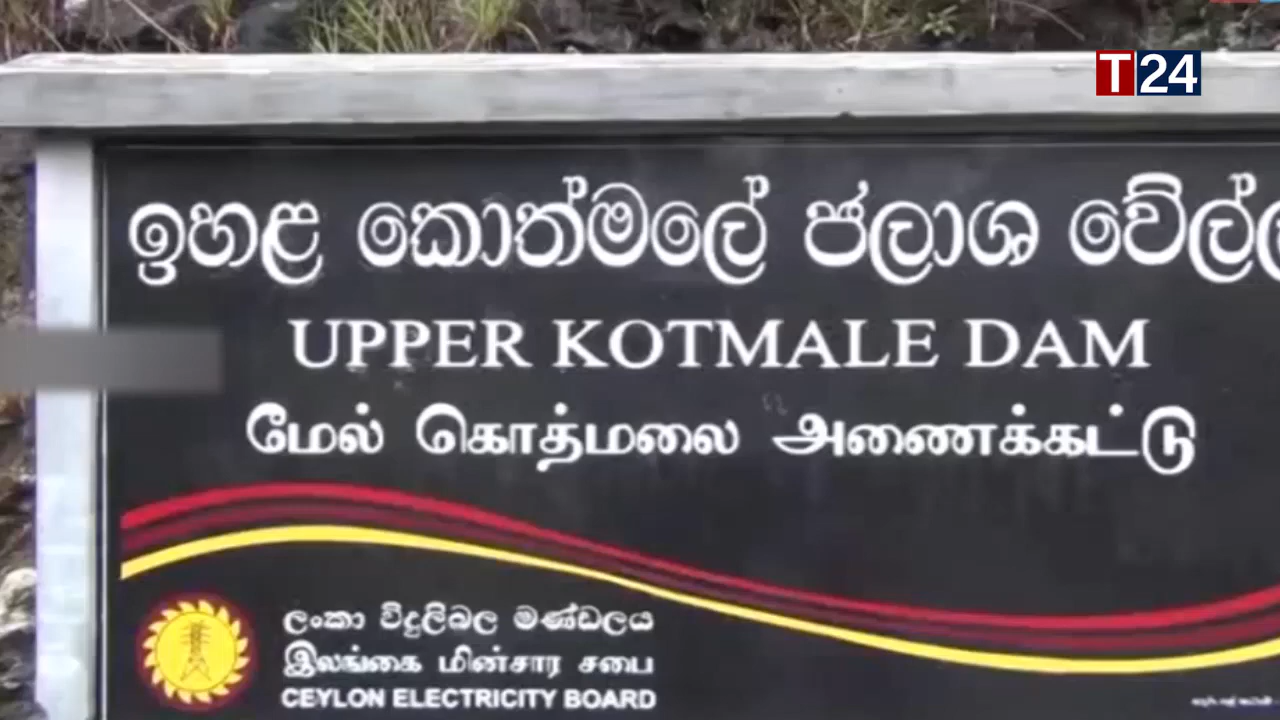 T24
ඉහළ කොත්මලේ ජලාශ
UPPER KOTMALE DAM
மேல் கொத்மலை அணைக்கட்டு
ලංකා විදුලිබල මණ්ඩලය
இலங்கை மின்சார சபை
CEYLON ELECTRICITY BOARD